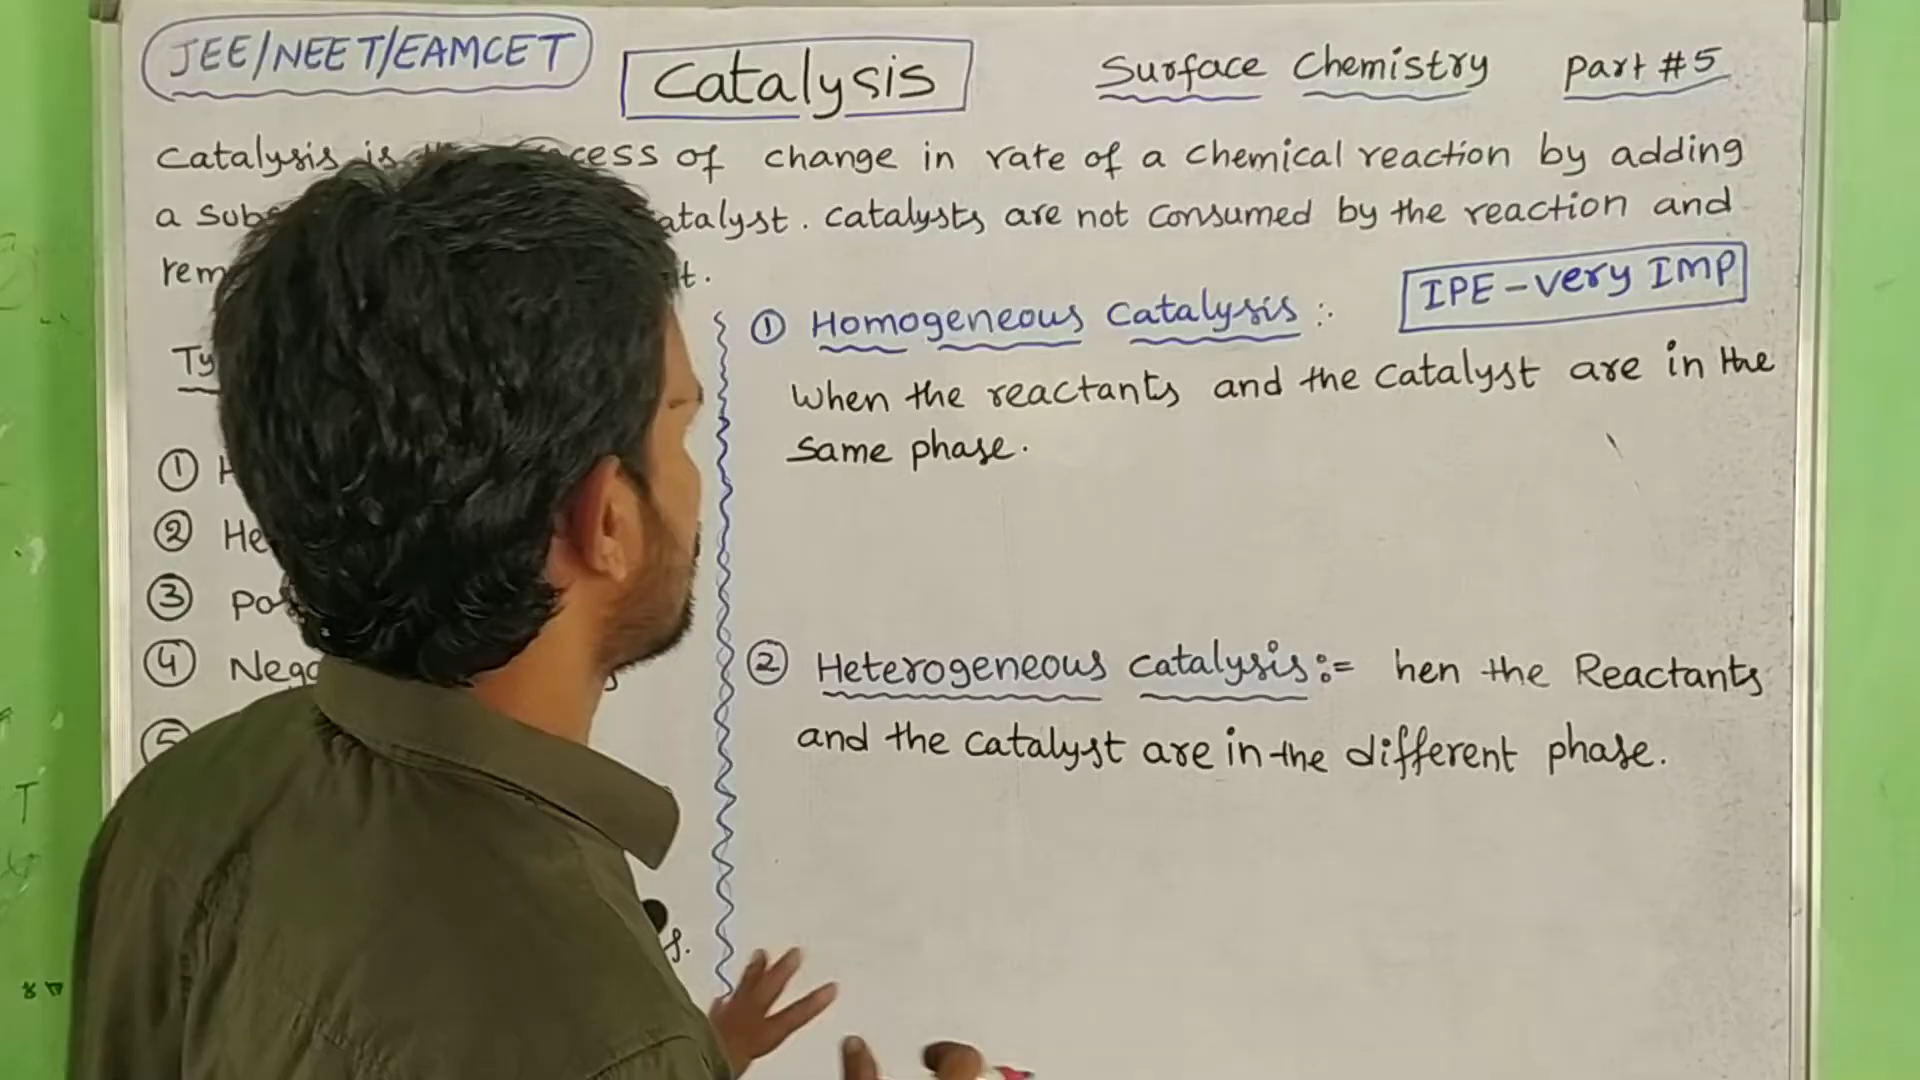 JEE/NEET/EAMCET
Catalysis
Surface Chemistry Part #5
Catalysis is cess of change in rate of a chemical reaction by adding
a atalyst. catalysts are not consumed by the reaction and
rem it.
① Homogeneous Catalysis :.
IPE - very IMP
When the reactants and the catalyst are in the
same phase.
Ty
① H
② He
③ Pos
④ Nega s
⑤
② Heterogeneous catalysis:= hen the Reactants
and the catalyst are in the different phase.
s.